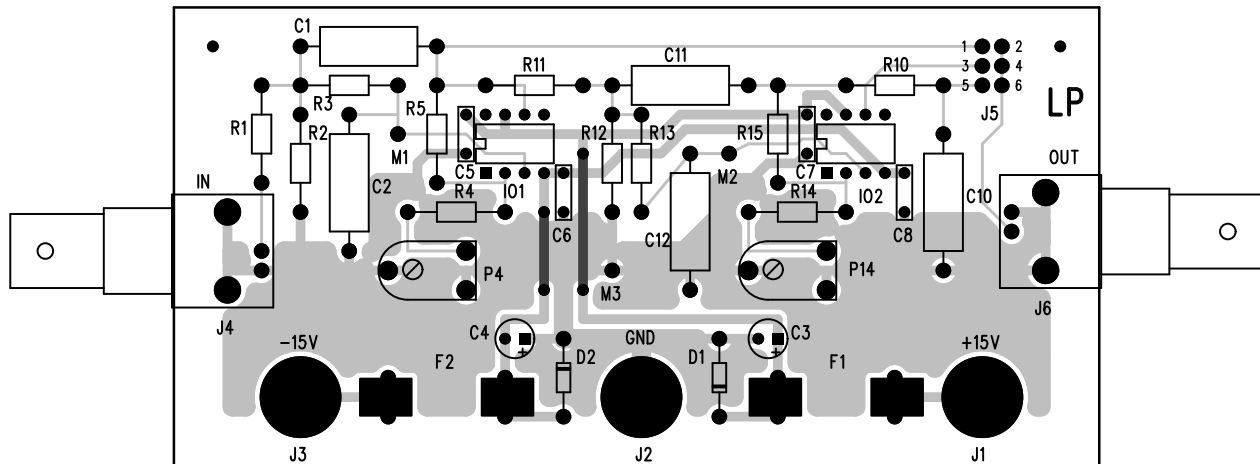 C1
1 2
R11 C11 R10
3 4
R3
5 6
R5 J5 LP
R1 R2 R12 R13 R15
M1 OUT
C5 M2 C7
IN C2 R4 IO1 R14 IO2 C10
C6 C12 C8
P4 P14
M3
J4 J6
C4 C3
-15V + GND + +15V
F2 D2 D1 F1
J3 J2 J1